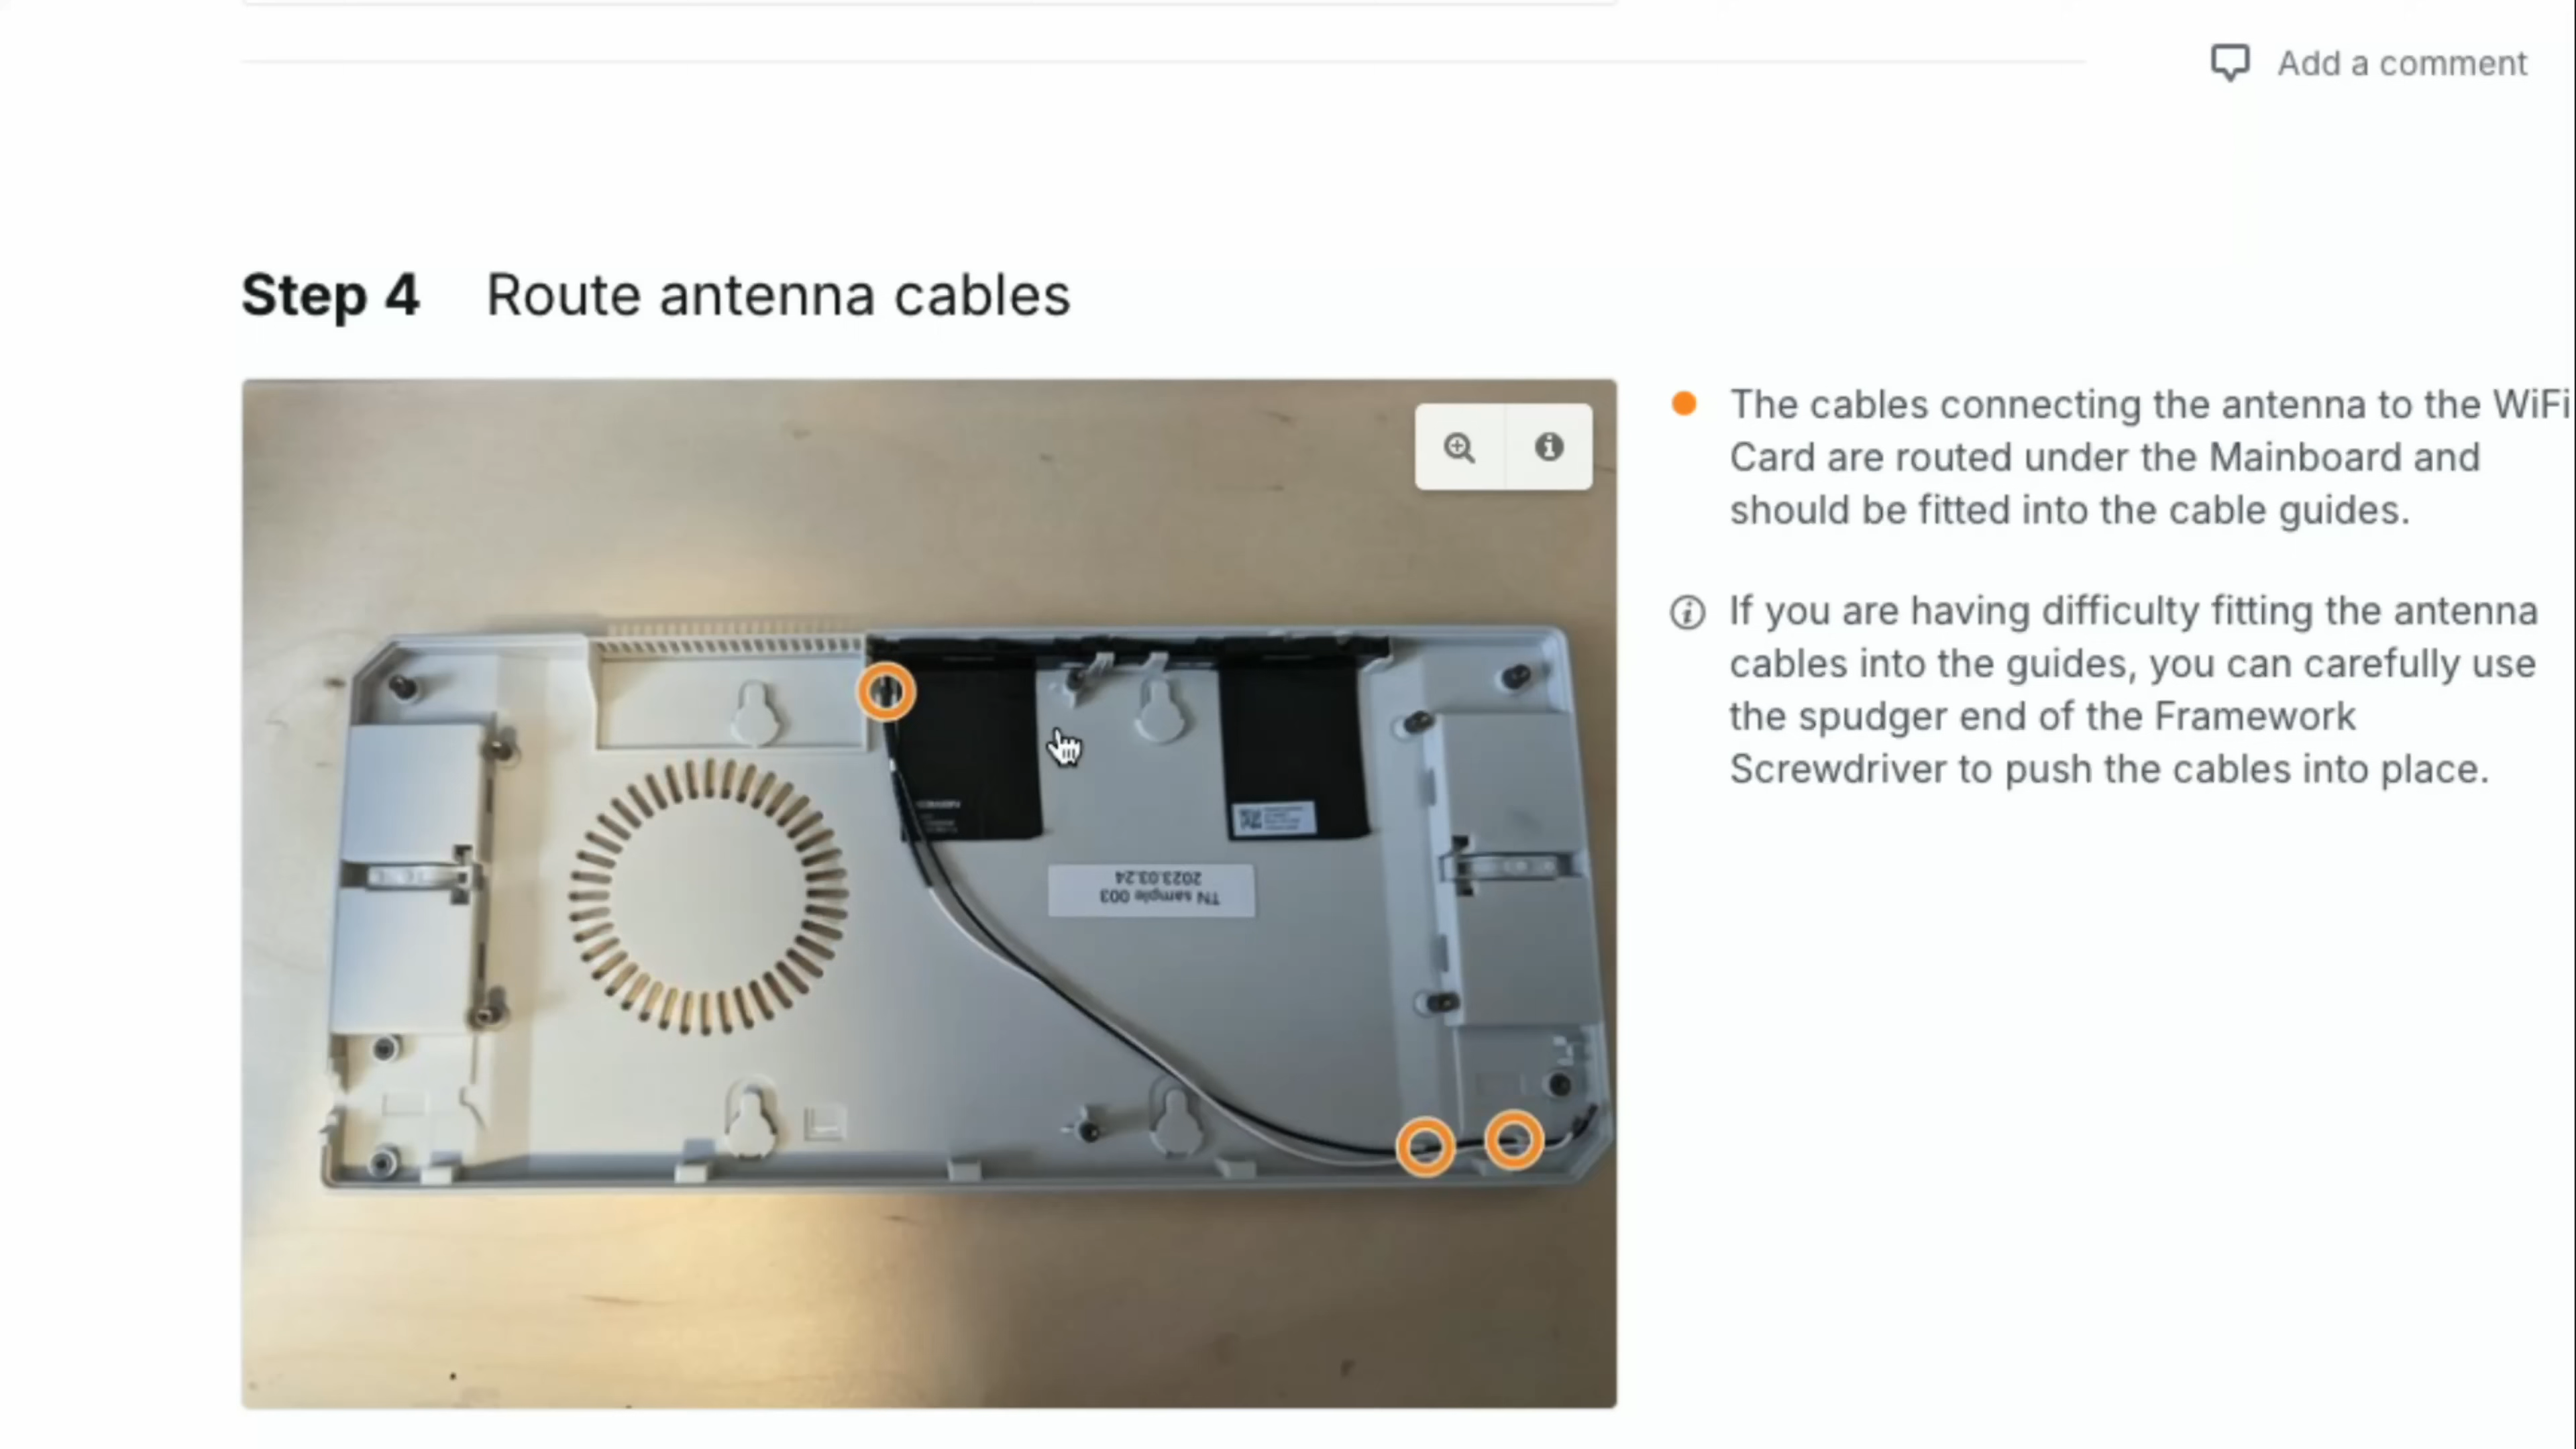 Add a comment
Step 4 Route antenna cables
The cables connecting the antenna to the WiFi
Card are routed under the Mainboard and
should be fitted into the cable guides.
If you are having difficulty fitting the antenna
cables into the guides, you can carefully use
the spudger end of the Framework
Screwdriver to push the cables into place.
TN sample 003
2023.03.24